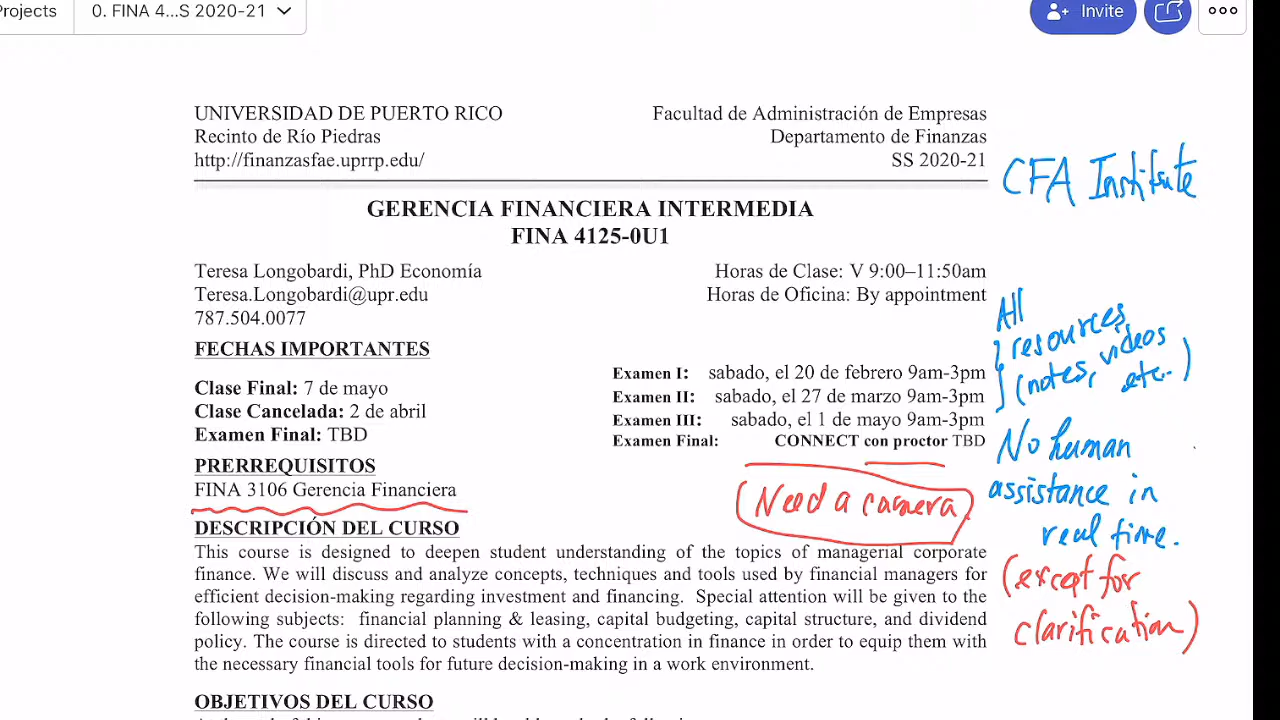 Projects
0. FINA 4...S 2020-21
Invite
UNIVERSIDAD DE PUERTO RICO
Recinto de Río Piedras
http://finanzasfae.uprrp.edu/
Facultad de Administración de Empresas
Departamento de Finanzas
SS 2020-21
CFA Institute
GERENCIA FINANCIERA INTERMEDIA
FINA 4125-0U1
Teresa Longobardi, PhD Economía
Teresa.Longobardi@upr.edu
787.504.0077
Horas de Clase: V 9:00–11:50am
Horas de Oficina: By appointment
FECHAS IMPORTANTES
Clase Final: 7 de mayo
Clase Cancelada: 2 de abril
Examen Final: TBD
Examen I: sabado, el 20 de febrero 9am-3pm
Examen II: sabado, el 27 de marzo 9am-3pm
Examen III: sabado, el 1 de mayo 9am-3pm
Examen Final: CONNECT con proctor TBD
All
resources
(notes, videos
etc.)
No human
assistance in
real time.
(except for
clarification)
PRERREQUISITOS
FINA 3106 Gerencia Financiera
Need a camera
DESCRIPCIÓN DEL CURSO
This course is designed to deepen student understanding of the topics of managerial corporate
finance. We will discuss and analyze concepts, techniques and tools used by financial managers for
efficient decision-making regarding investment and financing. Special attention will be given to the
following subjects: financial planning & leasing, capital budgeting, capital structure, and dividend
policy. The course is directed to students with a concentration in finance in order to equip them with
the necessary financial tools for future decision-making in a work environment.
OBJETIVOS DEL CURSO